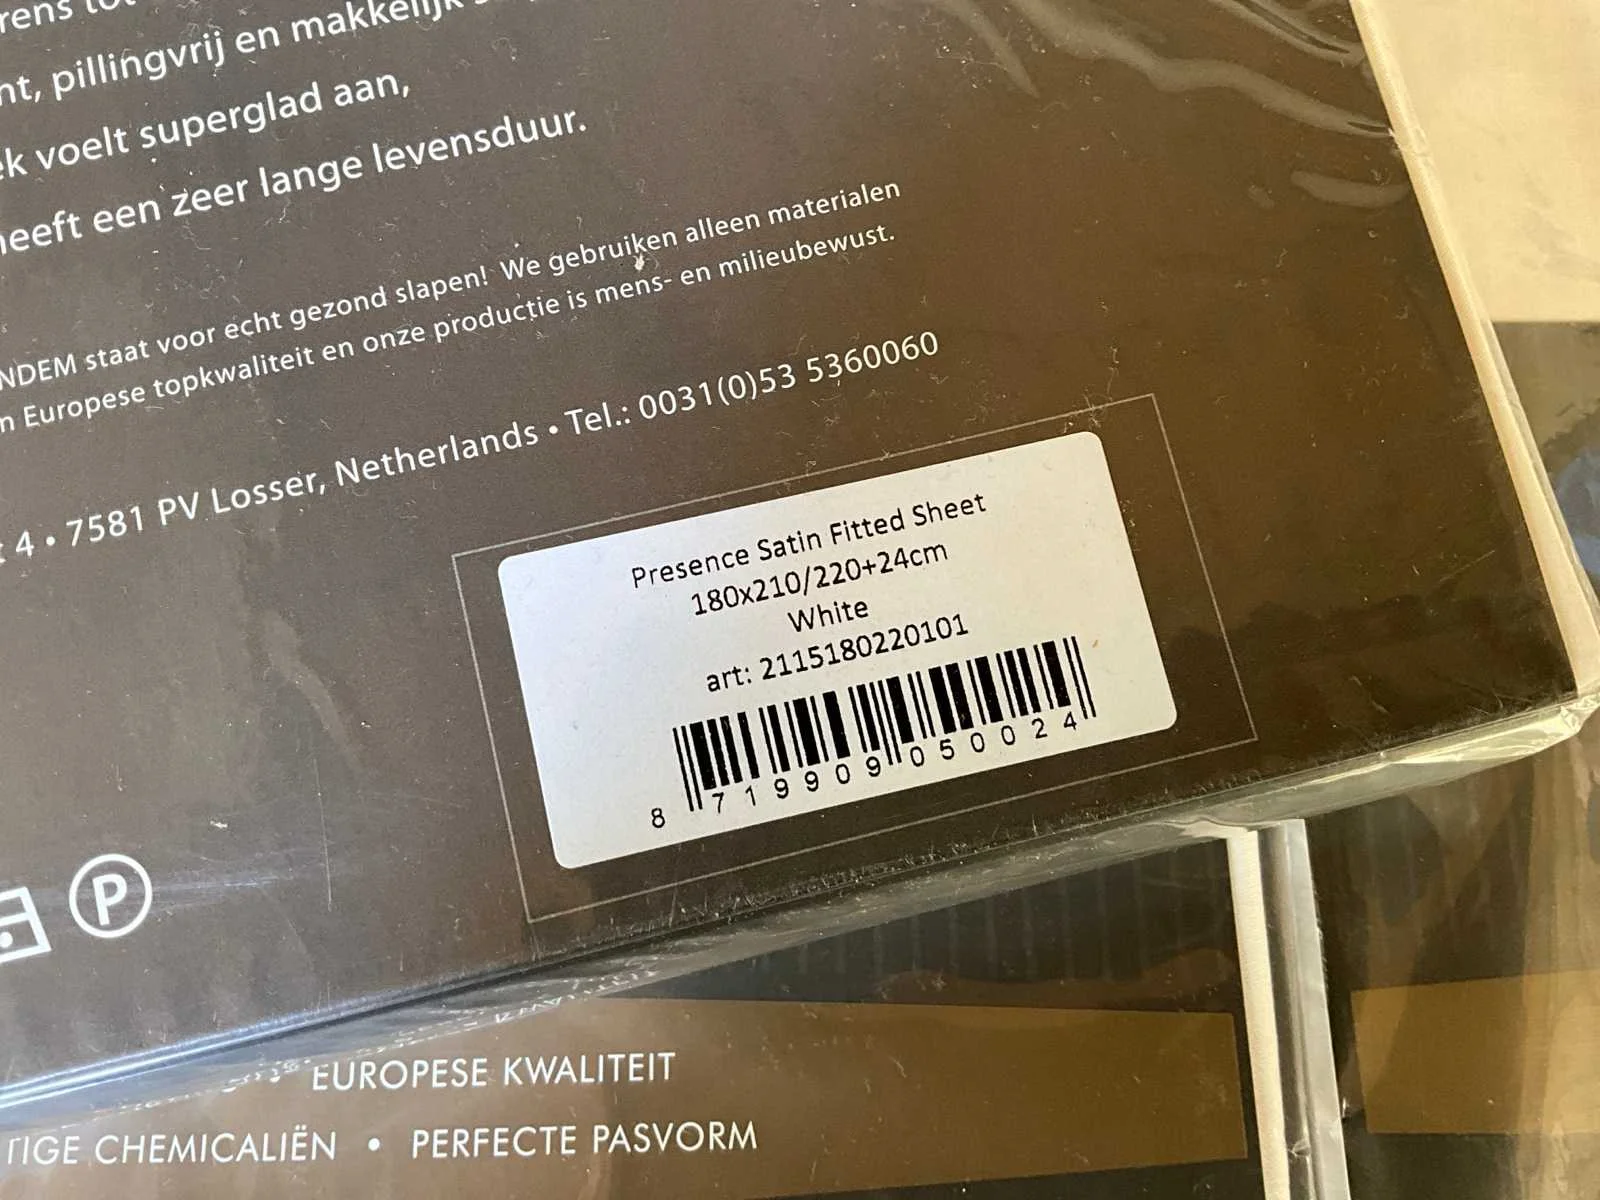 nt, pillingvrij en makkelijk
voelt superglad aan,
heeft een zeer lange levensduur.
staat voor echt gezond slapen! We gebruiken alleen materialen
Europese topkwaliteit en onze productie is mens- en milieubewust.
4 • 7581 PV Losser, Netherlands • Tel.: 0031(0)53 5360060
Presence Satin Fitted Sheet
180x210/220+24cm
White
art: 2115180220101
8 719909 050024
P
EUROPESE KWALITEIT
TIGE CHEMICALIËN • PERFECTE PASVORM